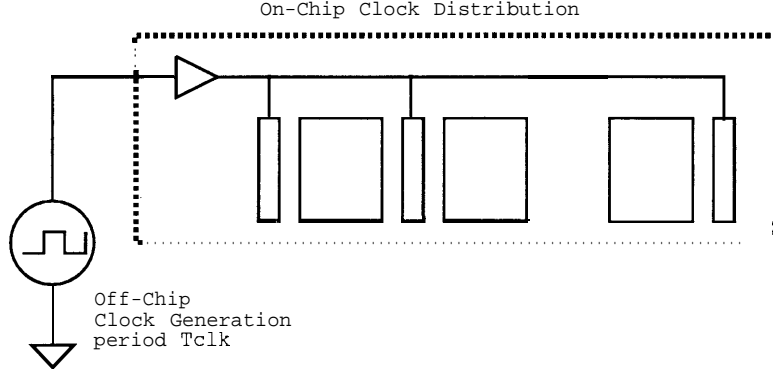 On-Chip Clock Distribution
Off-Chip
Clock Generation
period Tclk